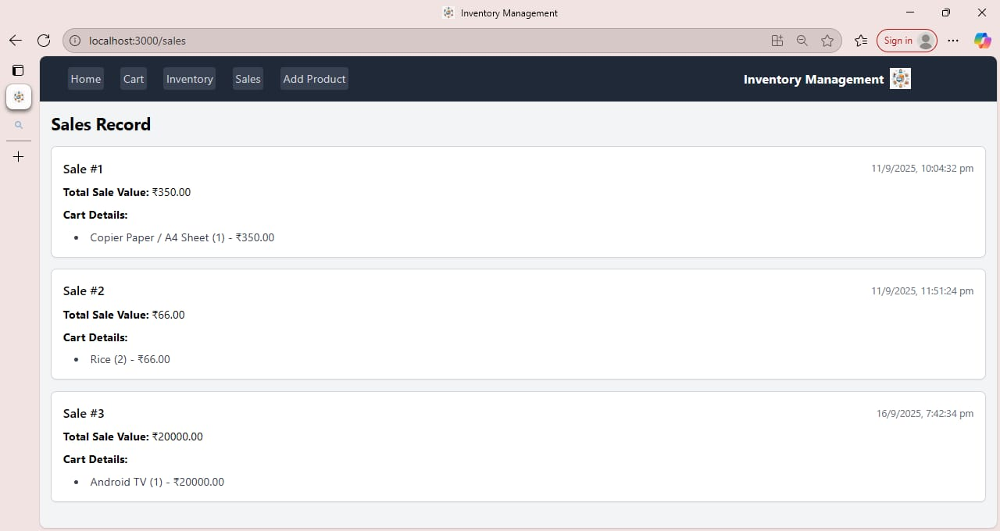 Inventory Management
localhost:3000/sales
Sign in
Home Cart Inventory Sales Add Product Inventory Management
Sales Record
Sale #1 11/9/2025, 10:04:32 pm
Total Sale Value: ₹350.00
Cart Details:
• Copier Paper / A4 Sheet (1) - ₹350.00
Sale #2 11/9/2025, 11:51:24 pm
Total Sale Value: ₹66.00
Cart Details:
• Rice (2) - ₹66.00
Sale #3 16/9/2025, 7:42:34 pm
Total Sale Value: ₹20000.00
Cart Details:
• Android TV (1) - ₹20000.00